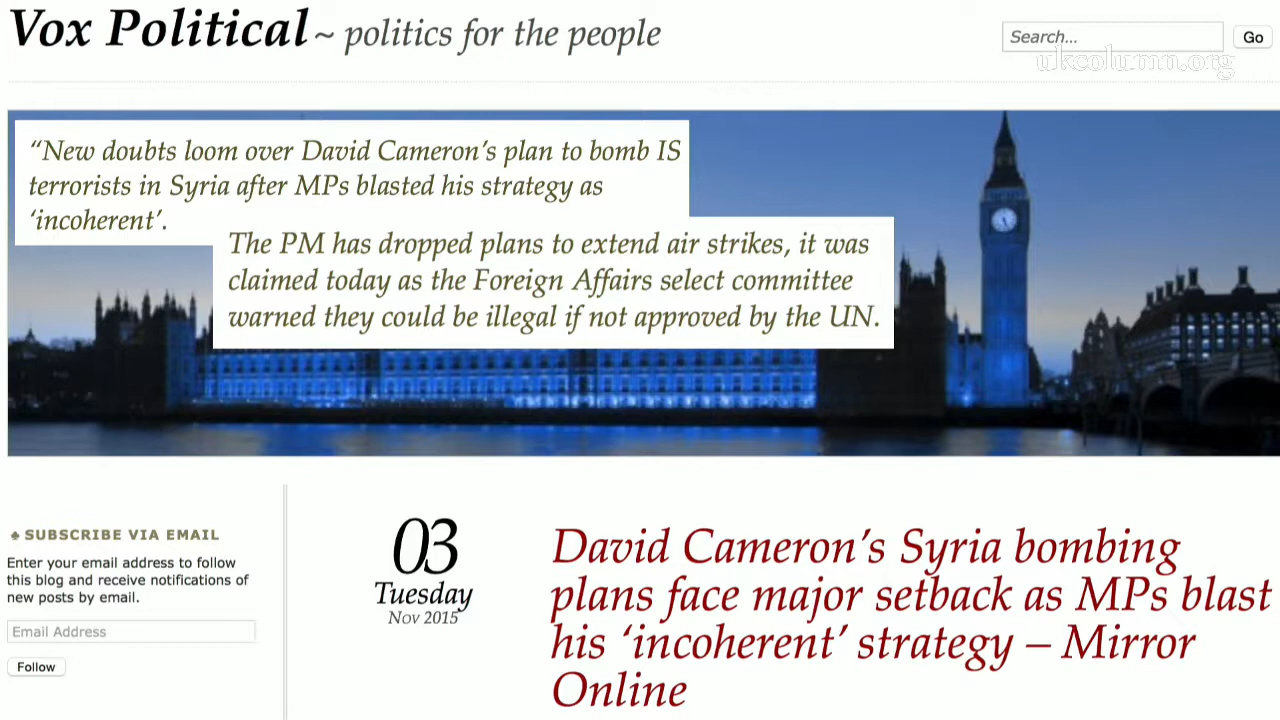 Vox Political ~ politics for the people
Search...
Go
ukcolumn.org
“New doubts loom over David Cameron’s plan to bomb IS
terrorists in Syria after MPs blasted his strategy as
‘incoherent’.
The PM has dropped plans to extend air strikes, it was
claimed today as the Foreign Affairs select committee
warned they could be illegal if not approved by the UN.
♣ SUBSCRIBE VIA EMAIL
Enter your email address to follow
this blog and receive notifications of
new posts by email.
Email Address
Follow
03
Tuesday
Nov 2015
David Cameron’s Syria bombing
plans face major setback as MPs blast
his ‘incoherent’ strategy – Mirror
Online